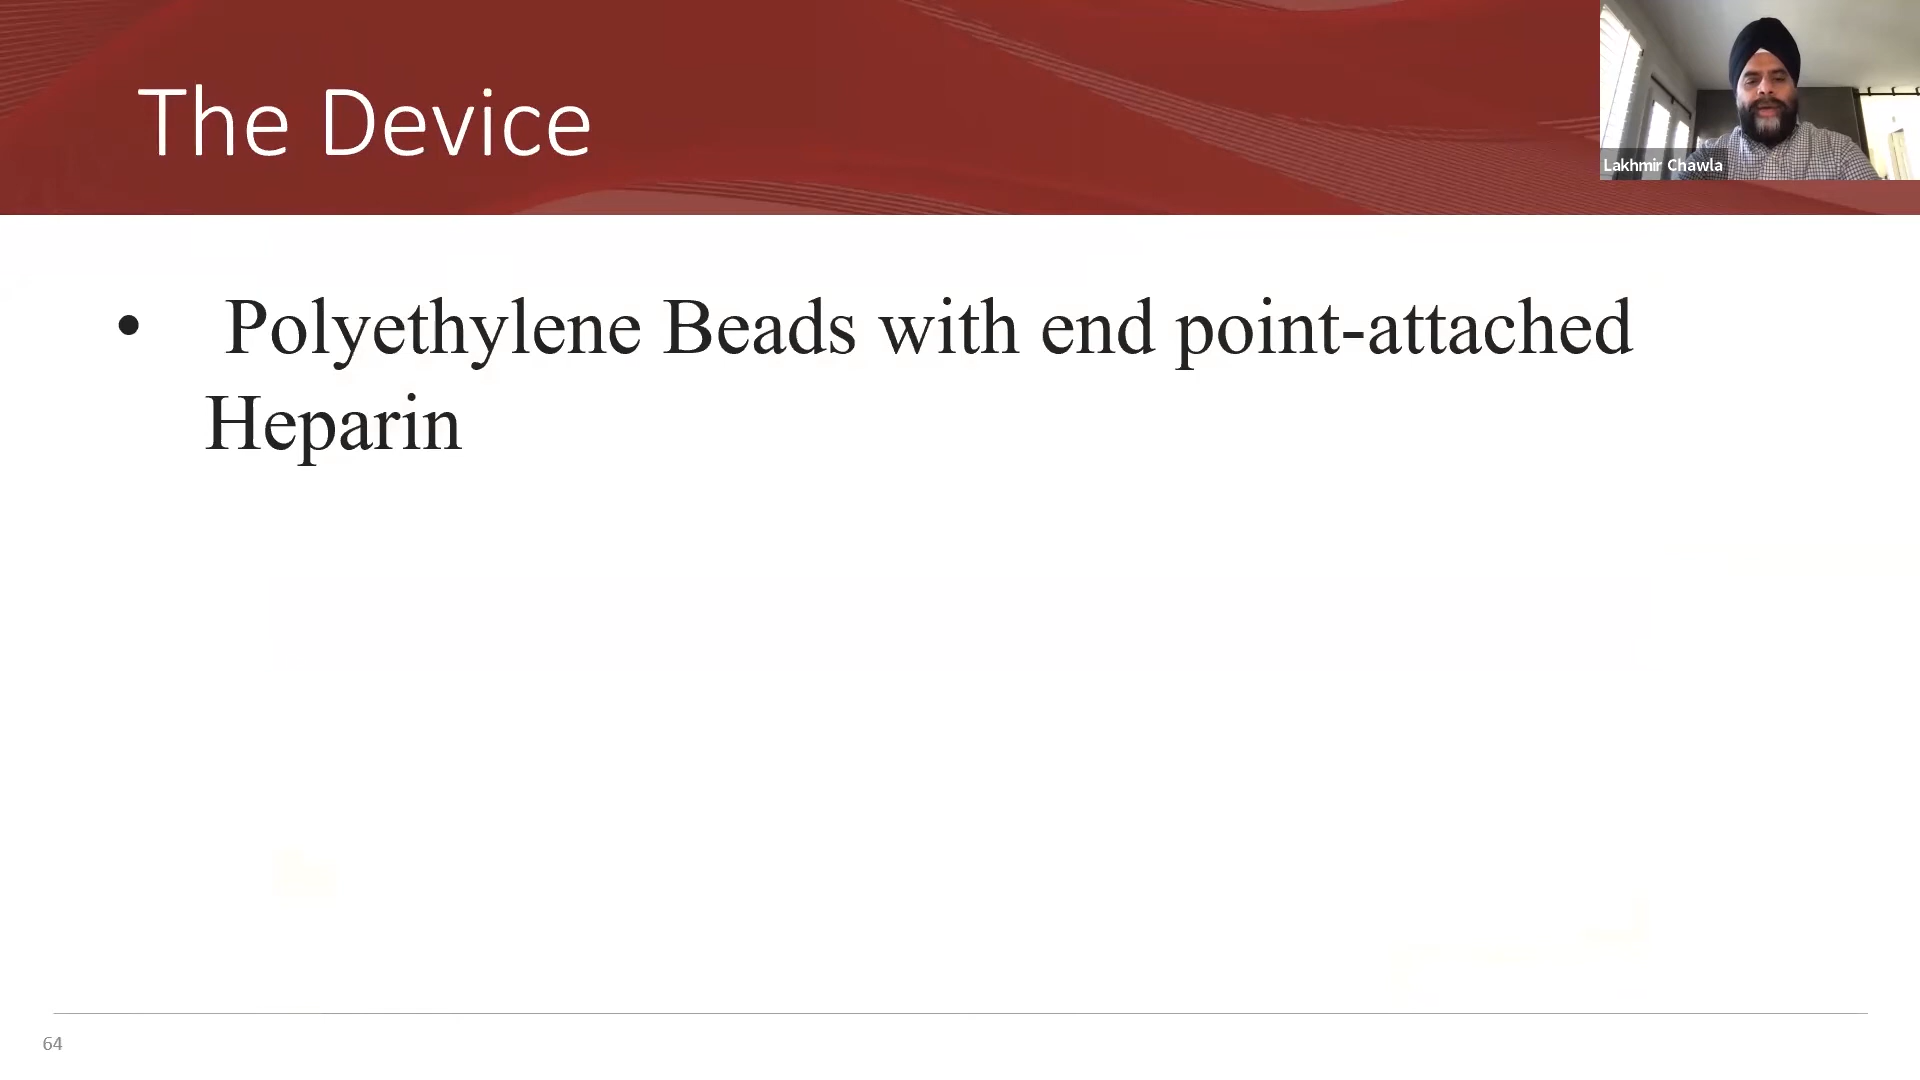 The Device
Lakhmir Chawla
• Polyethylene Beads with end point-attached
Heparin
64